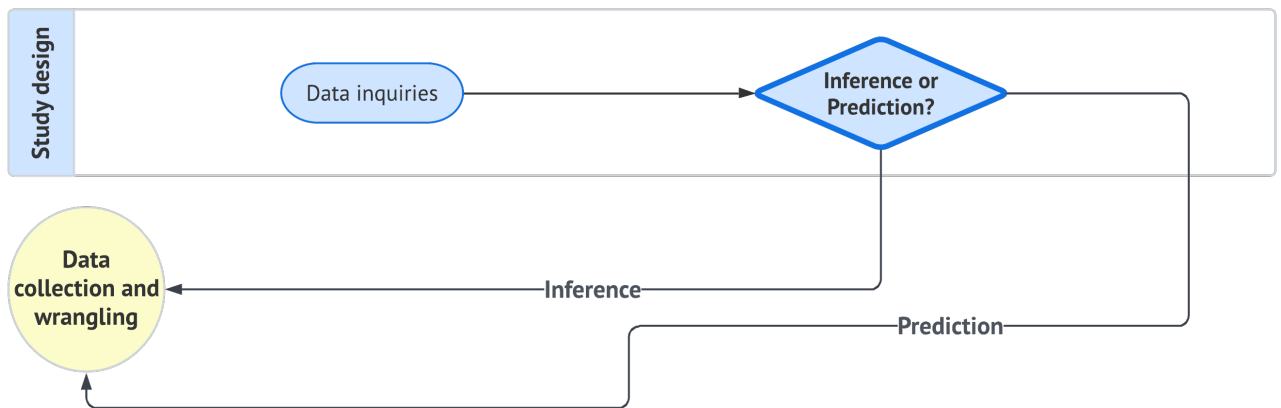 Study design
Data inquiries
Inference or
Prediction?
Data
collection and
wrangling
Inference
Prediction